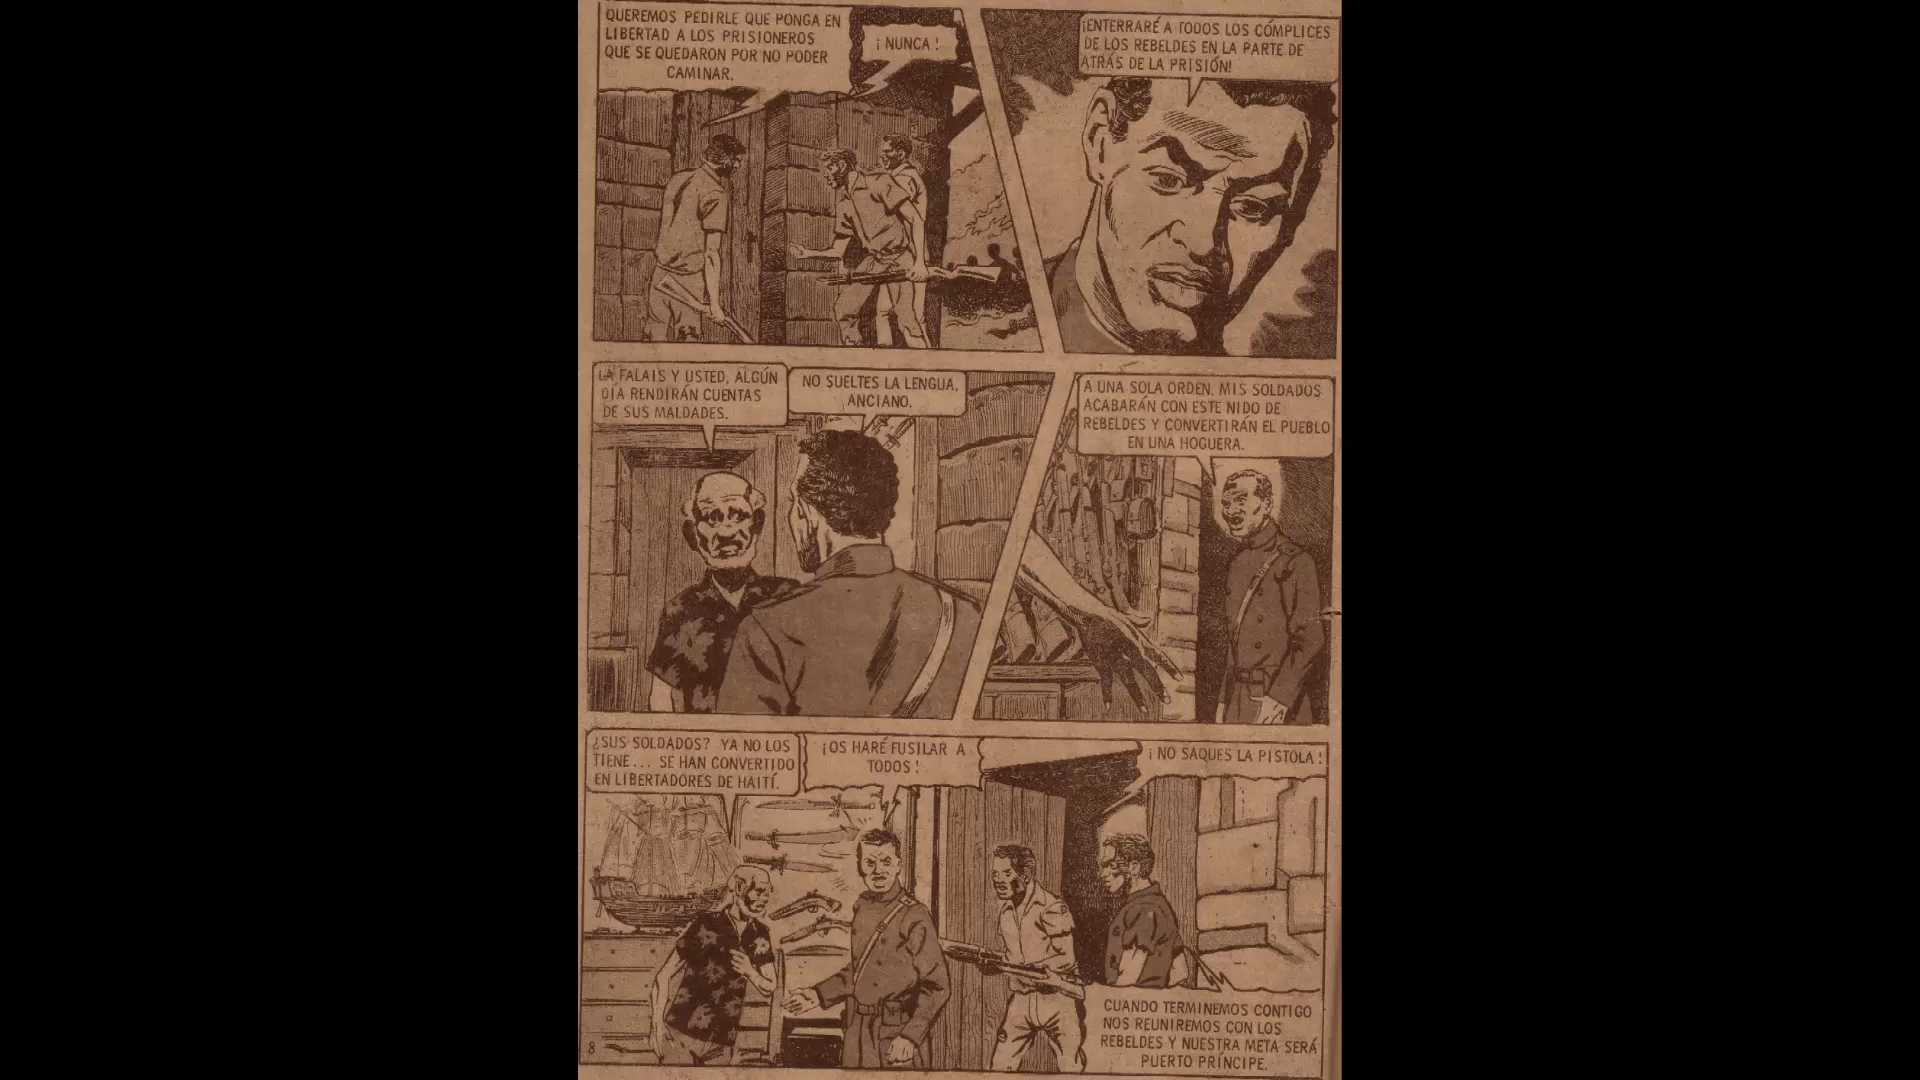 QUEREMOS PEDIRLE QUE PONGA EN
LIBERTAD A LOS PRISIONEROS
QUE SE QUEDARON POR NO PODER
CAMINAR.
¡NUNCA!
¡ENTERRARÉ A TODOS LOS CÓMPLICES
DE LOS REBELDES EN LA PARTE DE
ATRÁS DE LA PRISIÓN!
LA FALAIS Y USTED, ALGÚN
DÍA RENDIRÁN CUENTAS
DE SUS MALDADES.
NO SUELTES LA LENGUA,
ANCIANO.
A UNA SOLA ORDEN, MIS SOLDADOS
ACABARÁN CON ESTE NIDO DE
REBELDES Y CONVERTIRÁN EL PUEBLO
EN UNA HOGUERA.
¿SUS SOLDADOS? YA NO LOS
TIENE... SE HAN CONVERTIDO
EN LIBERTADORES DE HAITÍ.
¡OS HARÉ FUSILAR A
TODOS!
¡NO SAQUES LA PISTOLA!
CUANDO TERMINEMOS CONTIGO
NOS REUNIREMOS CON LOS
REBELDES Y NUESTRA META SERÁ
PUERTO PRÍNCIPE.
8